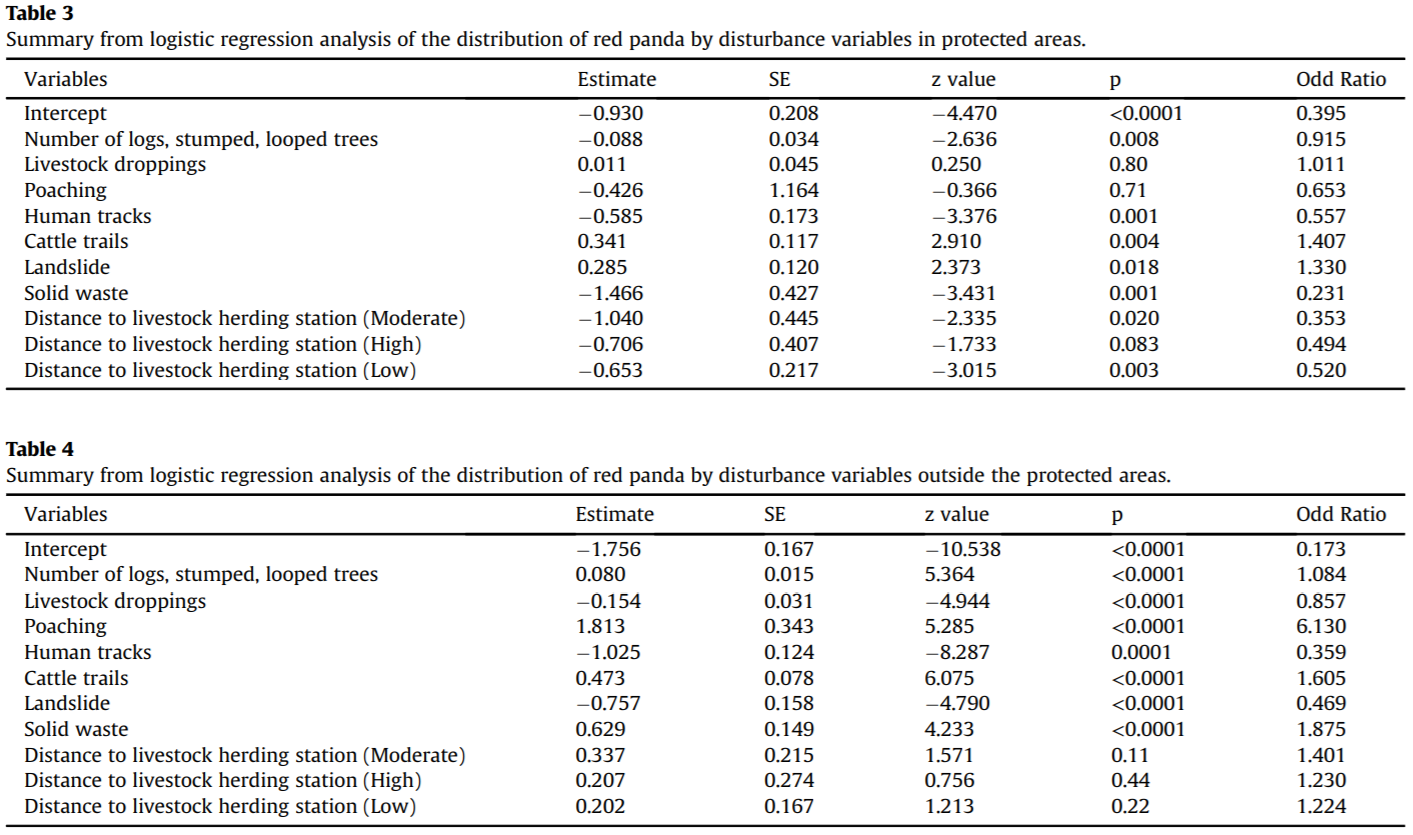 Table 3
Summary from logistic regression analysis of the distribution of red panda by disturbance variables in protected areas.
Variables Estimate SE z value p Odd Ratio
Intercept −0.930 0.208 −4.470 <0.0001 0.395
Number of logs, stumped, looped trees −0.088 0.034 −2.636 0.008 0.915
Livestock droppings 0.011 0.045 0.250 0.80 1.011
Poaching −0.426 1.164 −0.366 0.71 0.653
Human tracks −0.585 0.173 −3.376 0.001 0.557
Cattle trails 0.341 0.117 2.910 0.004 1.407
Landslide 0.285 0.120 2.373 0.018 1.330
Solid waste −1.466 0.427 −3.431 0.001 0.231
Distance to livestock herding station (Moderate) −1.040 0.445 −2.335 0.020 0.353
Distance to livestock herding station (High) −0.706 0.407 −1.733 0.083 0.494
Distance to livestock herding station (Low) −0.653 0.217 −3.015 0.003 0.520
Table 4
Summary from logistic regression analysis of the distribution of red panda by disturbance variables outside the protected areas.
Variables Estimate SE z value p Odd Ratio
Intercept −1.756 0.167 −10.538 <0.0001 0.173
Number of logs, stumped, looped trees 0.080 0.015 5.364 <0.0001 1.084
Livestock droppings −0.154 0.031 −4.944 <0.0001 0.857
Poaching 1.813 0.343 5.285 <0.0001 6.130
Human tracks −1.025 0.124 −8.287 0.0001 0.359
Cattle trails 0.473 0.078 6.075 <0.0001 1.605
Landslide −0.757 0.158 −4.790 <0.0001 0.469
Solid waste 0.629 0.149 4.233 <0.0001 1.875
Distance to livestock herding station (Moderate) 0.337 0.215 1.571 0.11 1.401
Distance to livestock herding station (High) 0.207 0.274 0.756 0.44 1.230
Distance to livestock herding station (Low) 0.202 0.167 1.213 0.22 1.224